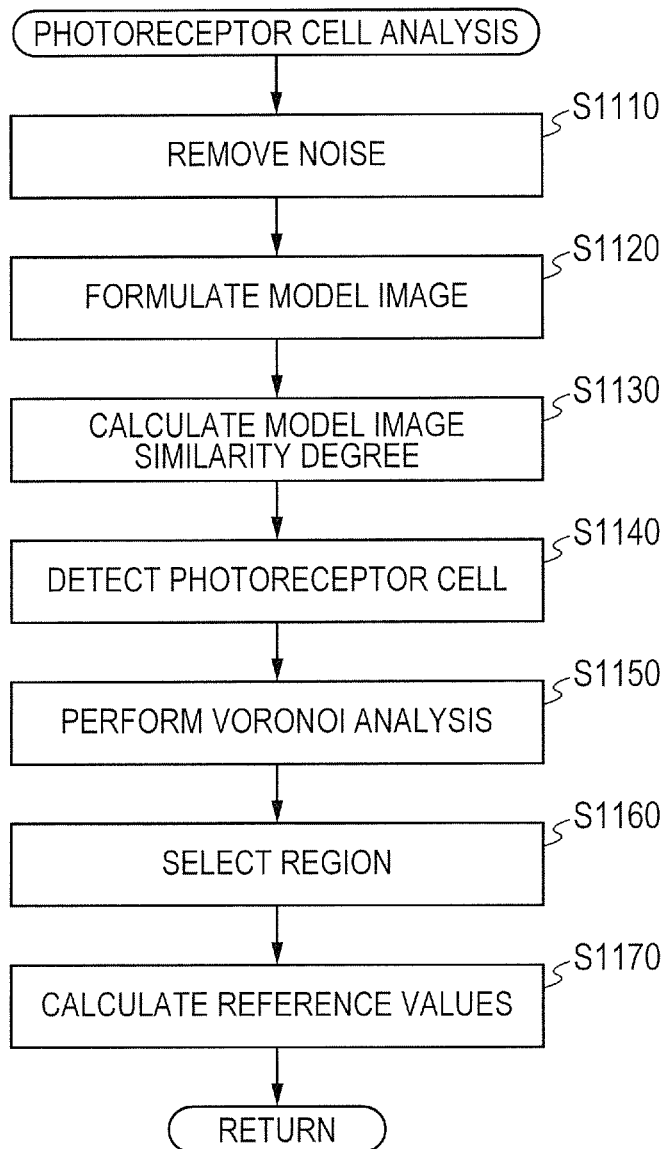 PHOTORECEPTOR CELL ANALYSIS
S1110
REMOVE NOISE
S1120
FORMULATE MODEL IMAGE
S1130
CALCULATE MODEL IMAGE
SIMILARITY DEGREE
S1140
DETECT PHOTORECEPTOR CELL
S1150
PERFORM VORONOI ANALYSIS
S1160
SELECT REGION
S1170
CALCULATE REFERENCE VALUES
RETURN